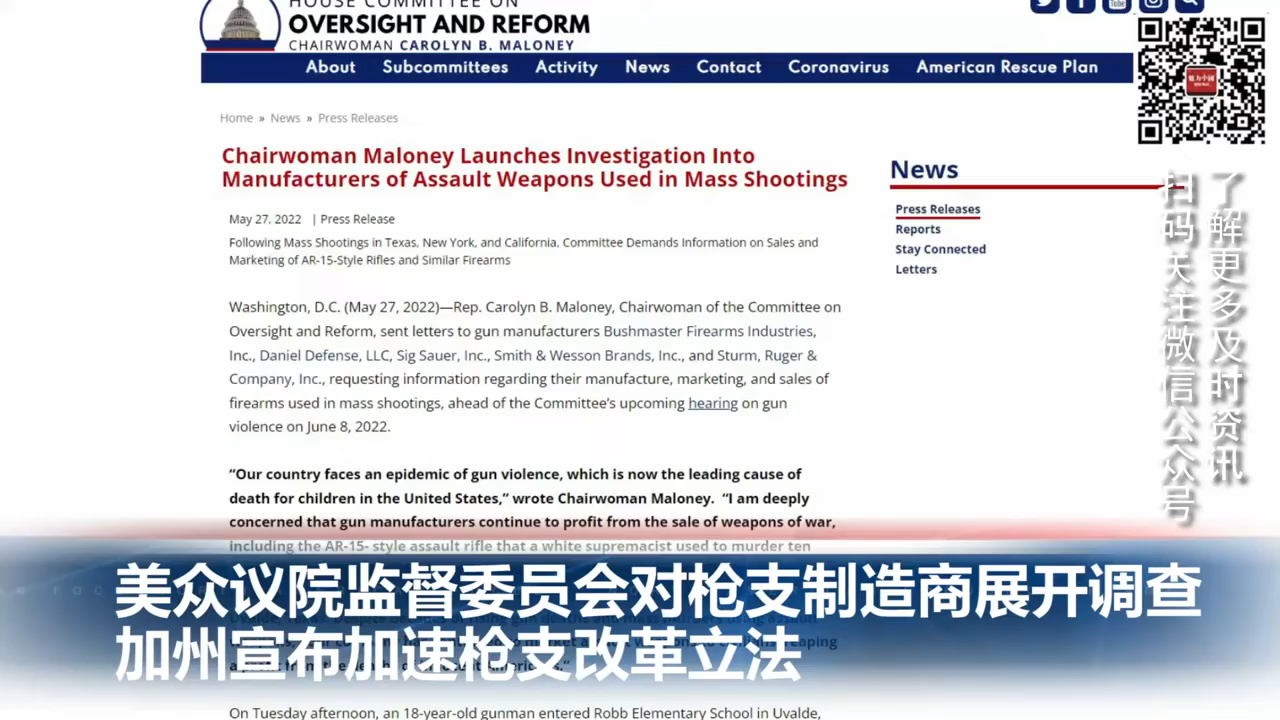 HOUSE COMMITTEE ON
OVERSIGHT AND REFORM
CHAIRWOMAN CAROLYN B. MALONEY
About Subcommittees Activity News Contact Coronavirus American Rescue Plan
Home » News » Press Releases
Chairwoman Maloney Launches Investigation Into
Manufacturers of Assault Weapons Used in Mass Shootings
May 27, 2022 | Press Release
Following Mass Shootings in Texas, New York, and California, Committee Demands Information on Sales and
Marketing of AR-15-Style Rifles and Similar Firearms
Washington, D.C. (May 27, 2022)—Rep. Carolyn B. Maloney, Chairwoman of the Committee on
Oversight and Reform, sent letters to gun manufacturers Bushmaster Firearms Industries,
Inc., Daniel Defense, LLC, Sig Sauer, Inc., Smith & Wesson Brands, Inc., and Sturm, Ruger &
Company, Inc., requesting information regarding their manufacture, marketing, and sales of
firearms used in mass shootings, ahead of the Committee’s upcoming hearing on gun
violence on June 8, 2022.
“Our country faces an epidemic of gun violence, which is now the leading cause of
death for children in the United States,” wrote Chairwoman Maloney. “I am deeply
concerned that gun manufacturers continue to profit from the sale of weapons of war,
including the AR-15- style assault rifle that a white supremacist used to murder ten
On Tuesday afternoon, an 18-year-old gunman entered Robb Elementary School in Uvalde,
News
Press Releases
Reports
Stay Connected
Letters
了解更多及时资讯
扫码关注微信公众号
美众议院监督委员会对枪支制造商展开调查
加州宣布加速枪支改革立法